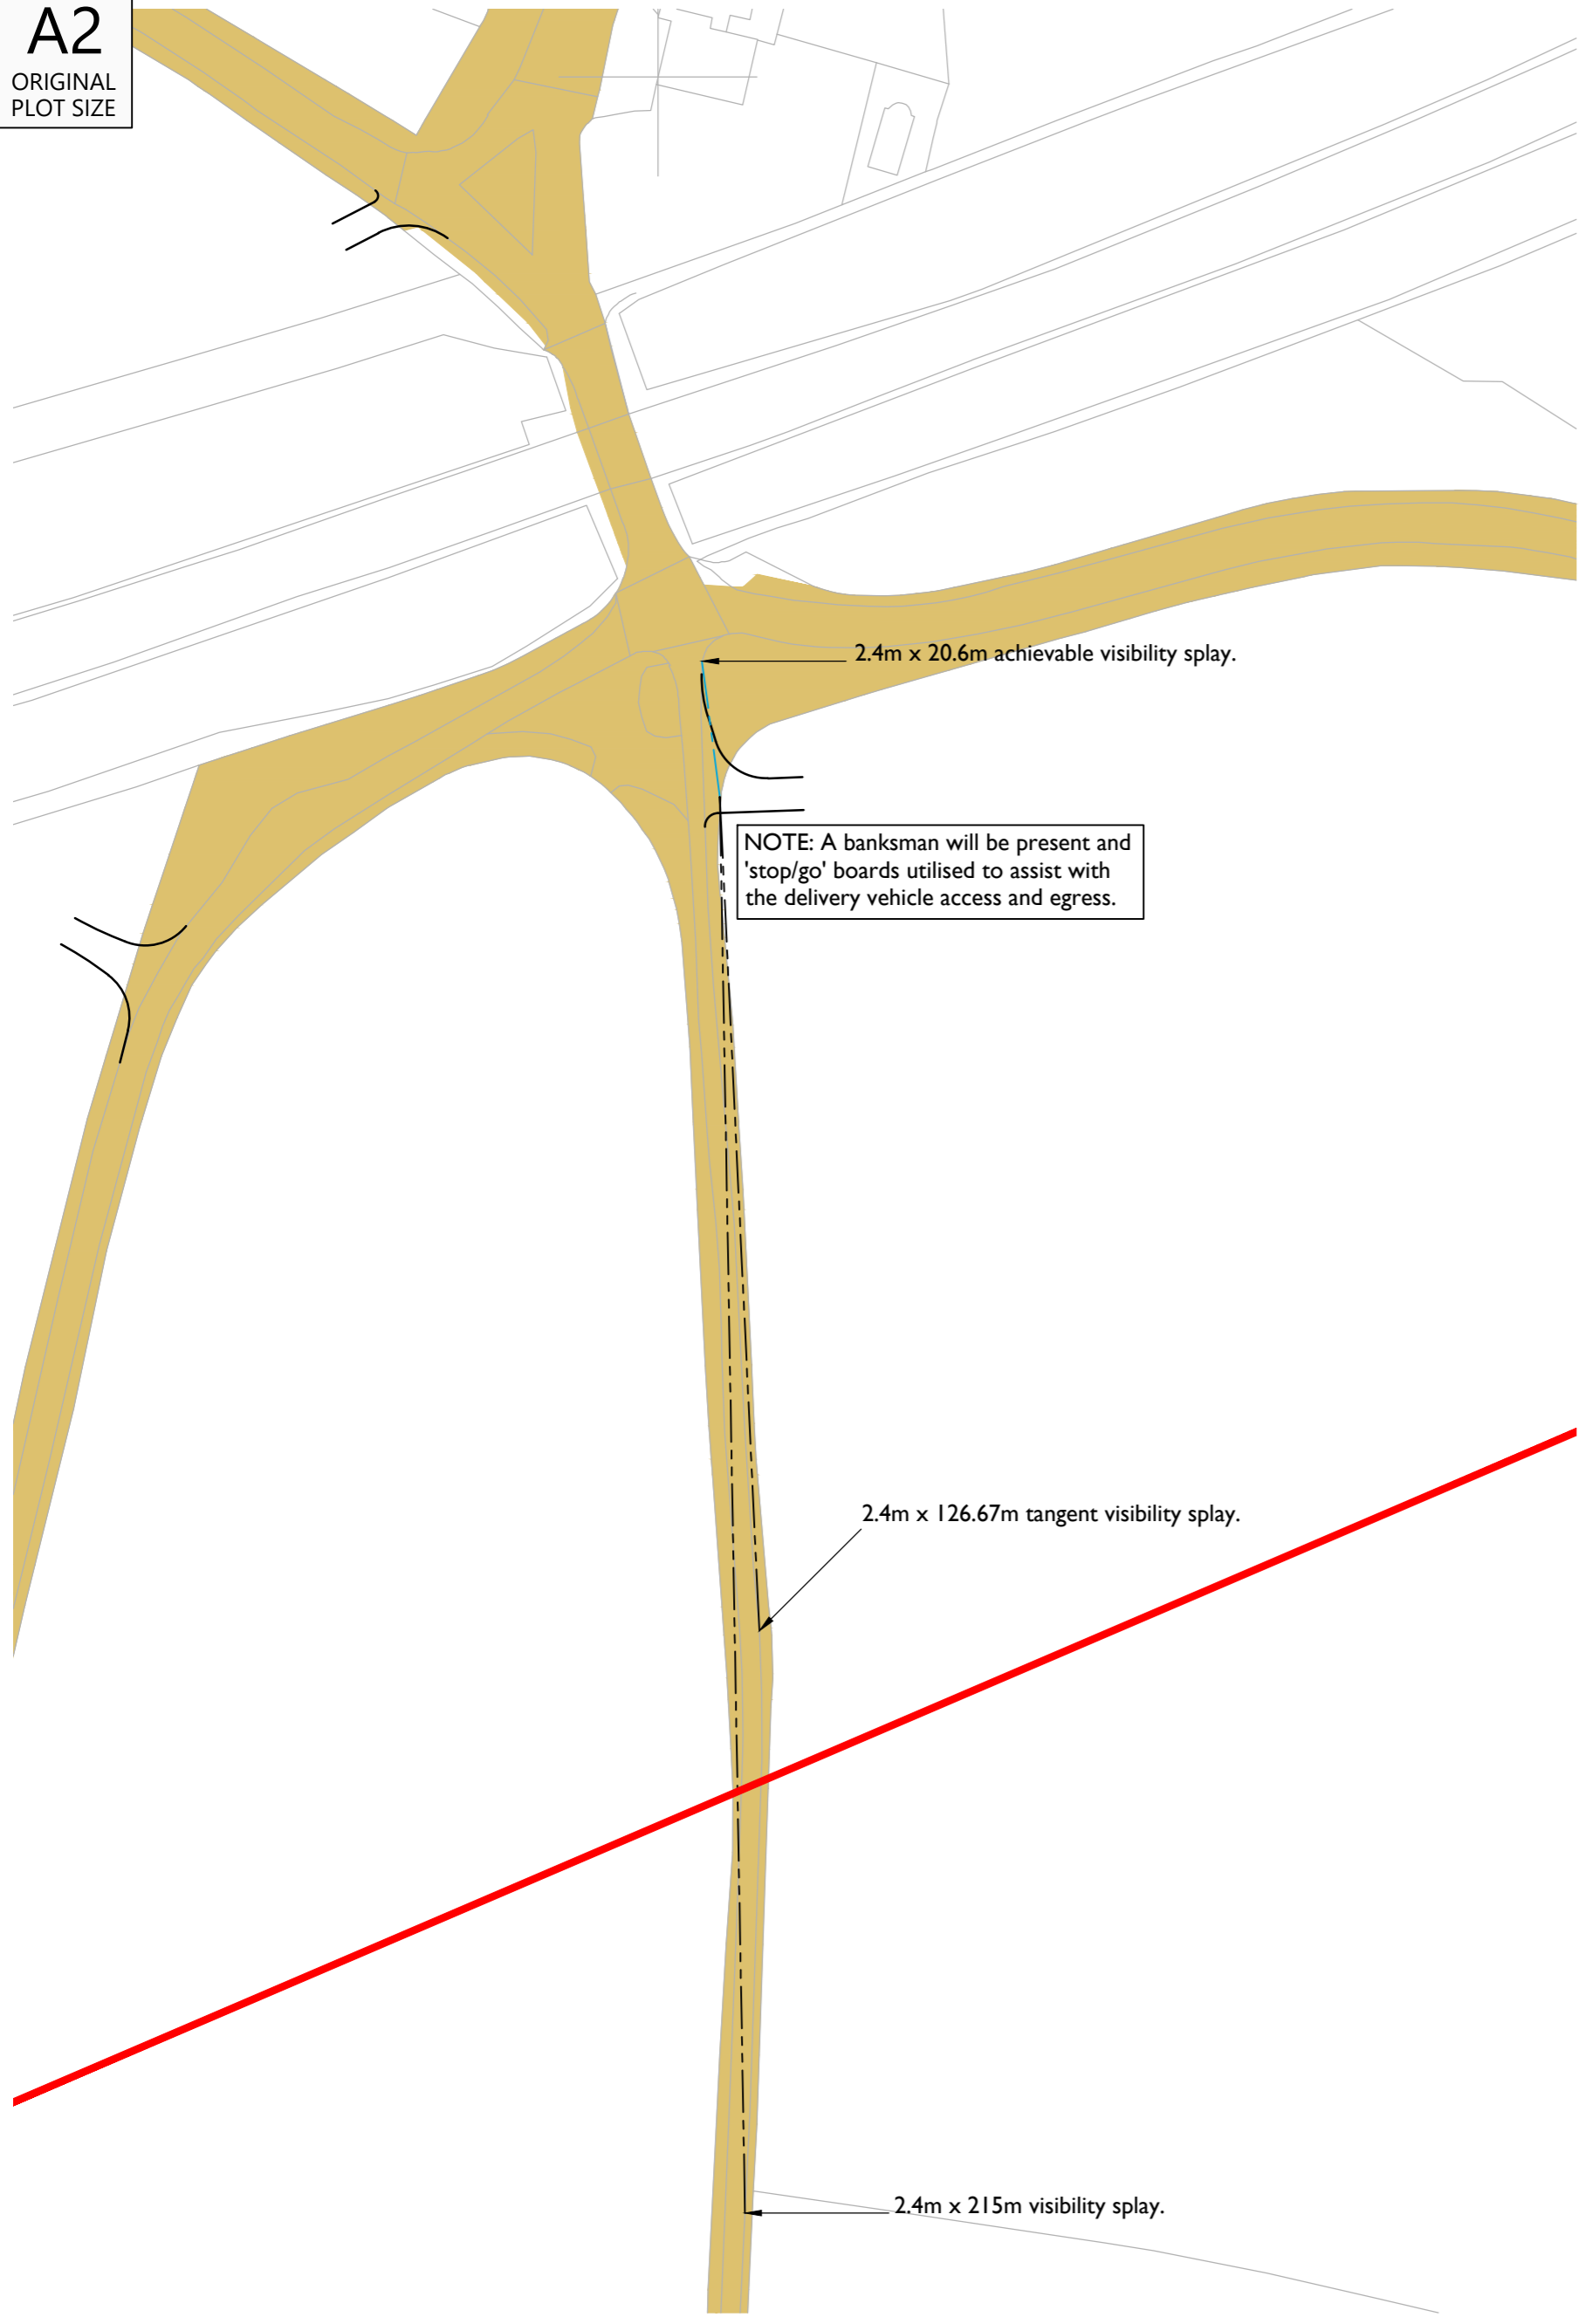 A2
ORIGINAL
PLOT SIZE
2.4m x 20.6m achievable visibility splay.
NOTE: A banksman will be present and
'stop/go' boards utilised to assist with
the delivery vehicle access and egress.
2.4m x 126.67m tangent visibility splay.
2.4m x 215m visibility splay.